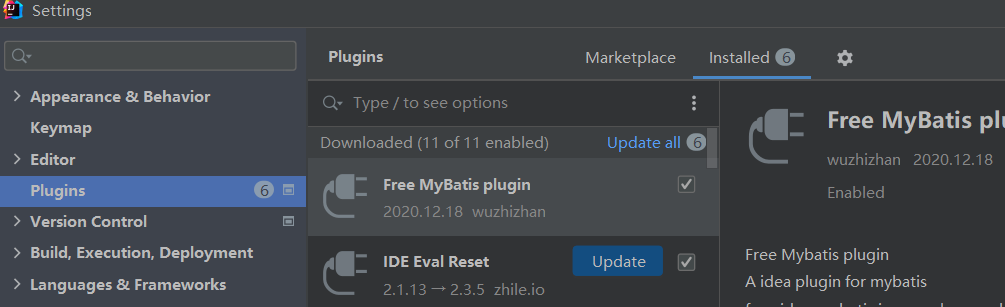 Settings
Plugins
Marketplace
Installed 6
Type / to see options
Appearance & Behavior
Keymap
Editor
Plugins 6
Version Control
Build, Execution, Deployment
Languages & Frameworks
Downloaded (11 of 11 enabled) Update all 6
Free MyBatis plugin
2020.12.18 wuzhizhan
IDE Eval Reset
Update
2.1.13 → 2.3.5 zhile.io
Free MyBatis plu
wuzhizhan 2020.12.18
Enabled
Free Mybatis plugin
A idea plugin for mybatis